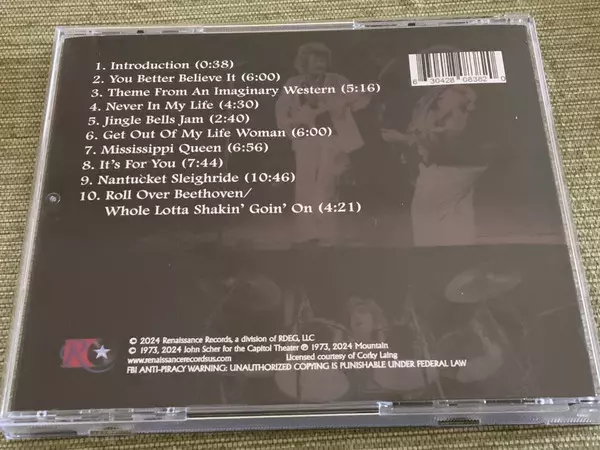 1. Introduction (0:38)
2. You Better Believe It (6:00)
3. Theme From An Imaginary Western (5:16)
4. Never In My Life (4:30)
5. Jingle Bells Jam (2:40)
6. Get Out Of My Life Woman (6:00)
7. Mississippi Queen (6:56)
8. It's For You (7:44)
9. Nantucket Sleighride (10:46)
10. Roll Over Beethoven/
Whole Lotta Shakin' Goin' On (4:21)
6 30428 08382 0
© 2024 Renaissance Records, a division of RDEG, LLC
© 1973, 2024 John Scher for the Capitol Theater ℗ 1973, 2024 Mountain
www.renaissancerecordsus.com Licensed courtesy of Corky Laing
FBI ANTI-PIRACY WARNING: UNAUTHORIZED COPYING IS PUNISHABLE UNDER FEDERAL LAW